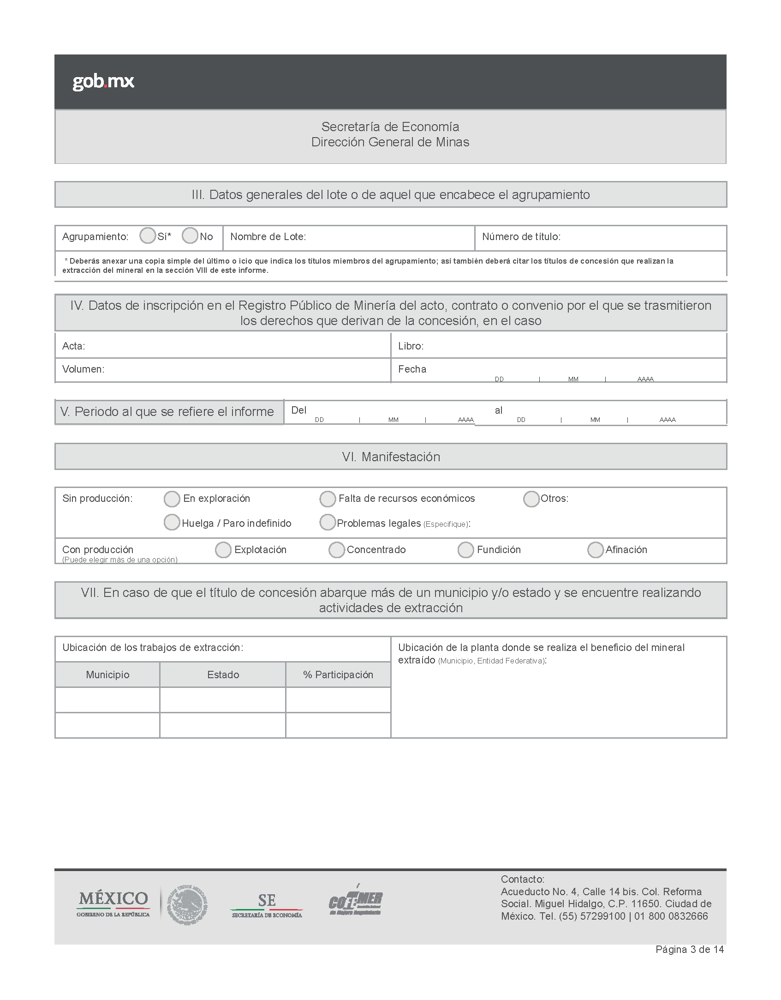 gob.mx
Secretaría de Economía
Dirección General de Minas
III. Datos generales del lote o de aquel que encabece el agrupamiento
Agrupamiento: Sí* No Nombre de Lote: Número de título:
* Deberás anexar una copia simple del último o icio que indica los títulos miembros del agrupamiento; así también deberá citar los títulos de concesión que realizan la
extracción del mineral en la sección VIII de este informe.
IV. Datos de inscripción en el Registro Público de Minería del acto, contrato o convenio por el que se trasmitieron
los derechos que derivan de la concesión, en el caso
Acta: Libro:
Volumen: Fecha
DD | MM | AAAA
V. Periodo al que se refiere el informe Del al
DD | MM | AAAA DD | MM | AAAA
VI. Manifestación
Sin producción: En exploración Falta de recursos económicos Otros:
Huelga / Paro indefinido Problemas legales (Especifique):
Con producción Explotación Concentrado Fundición Afinación
(Puede elegir más de una opción)
VII. En caso de que el título de concesión abarque más de un municipio y/o estado y se encuentre realizando
actividades de extracción
Ubicación de los trabajos de extracción:
Municipio Estado % Participación
Ubicación de la planta donde se realiza el beneficio del mineral
extraído (Municipio, Entidad Federativa):
MÉXICO
GOBIERNO DE LA REPÚBLICA
ESTADOS UNIDOS MEXICANOS
SE
SECRETARÍA DE ECONOMÍA
COFEMER
de Mejora Regulatoria
Contacto:
Acueducto No. 4, Calle 14 bis. Col. Reforma
Social. Miguel Hidalgo, C.P. 11650. Ciudad de
México. Tel. (55) 57299100 | 01 800 0832666
Página 3 de 14